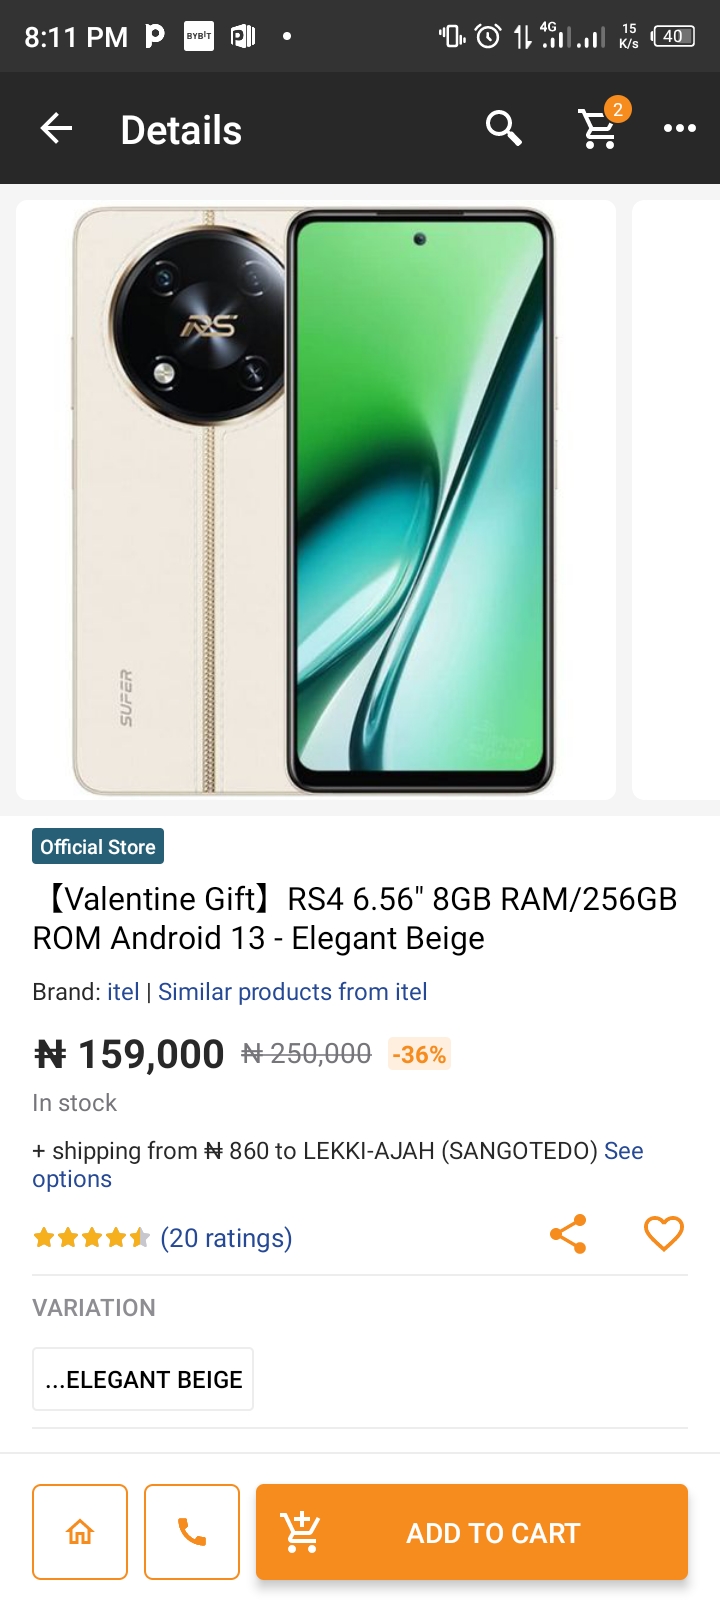 8:11 PM
BYBIT
4G
15
K/s
40
Details
2
RS
SUFER
Official Store
【Valentine Gift】RS4 6.56" 8GB RAM/256GB
ROM Android 13 - Elegant Beige
Brand: itel | Similar products from itel
₦ 159,000 ₦ 250,000 -36%
In stock
+ shipping from ₦ 860 to LEKKI-AJAH (SANGOTEDO) See
options
(20 ratings)
VARIATION
...ELEGANT BEIGE
ADD TO CART